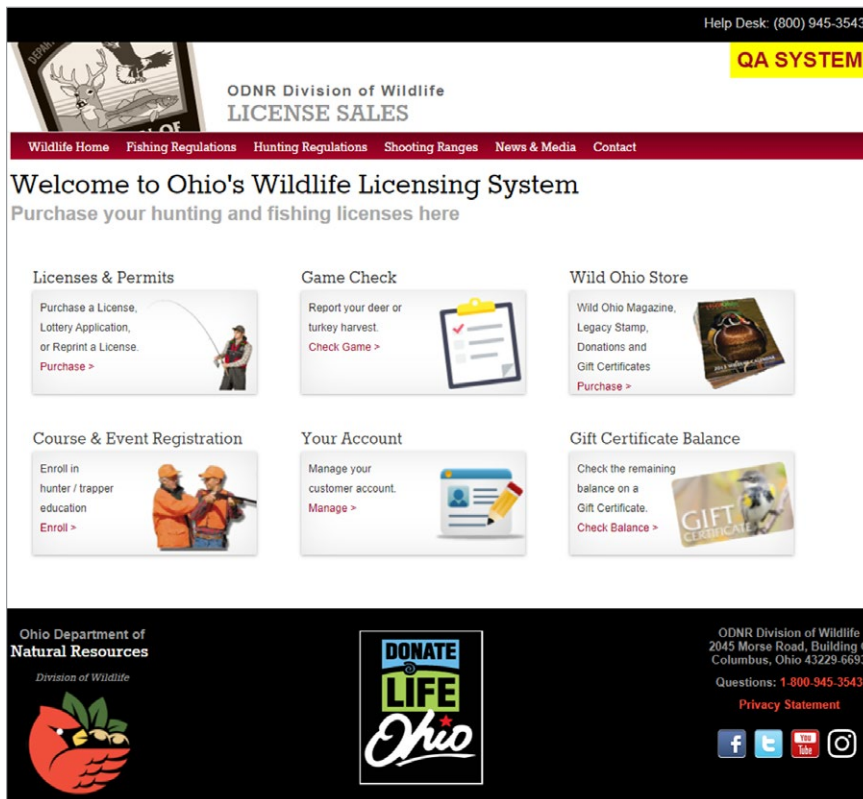 Help Desk: (800) 945-3543
QA SYSTEM
ODNR Division of Wildlife
LICENSE SALES
Wildlife Home Fishing Regulations Hunting Regulations Shooting Ranges News & Media Contact
Welcome to Ohio's Wildlife Licensing System
Purchase your hunting and fishing licenses here
Licenses & Permits
Purchase a License,
Lottery Application,
or Reprint a License.
Purchase >
Game Check
Report your deer or
turkey harvest.
Check Game >
Wild Ohio Store
Wild Ohio Magazine,
Legacy Stamp,
Donations and
Gift Certificates
Purchase >
Course & Event Registration
Enroll in
hunter / trapper
education
Enroll >
Your Account
Manage your
customer account.
Manage >
Gift Certificate Balance
Check the remaining
balance on a
Gift Certificate.
Check Balance >
GIFT
CERTIFICATE
Ohio Department of
Natural Resources
Division of Wildlife
DONATE
LIFE
Ohio
ODNR Division of Wildlife
2045 Morse Road, Building
Columbus, Ohio 43229-669
Questions: 1-800-945-3543
Privacy Statement
You
Tube